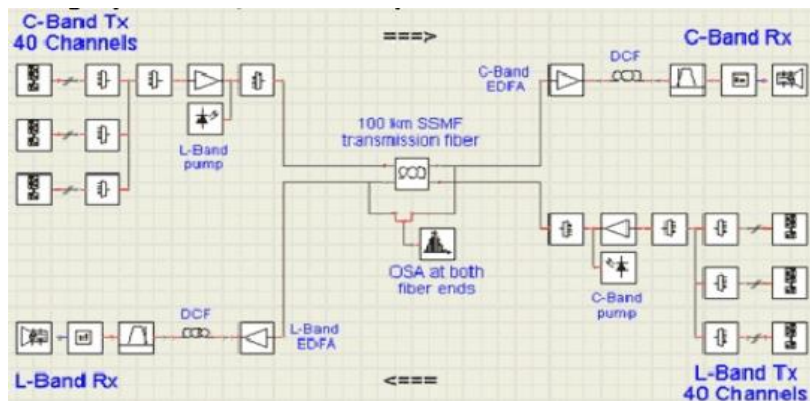 C-Band Tx
40 Channels
===>
C-Band Rx
DCF
C-Band
EDFA
L-Band
pump
100 km SSMF
transmission fiber
OSA at both
fiber ends
C-Band
pump
DCF
L-Band
EDFA
L-Band Rx
<===
L-Band Tx
40 Channels